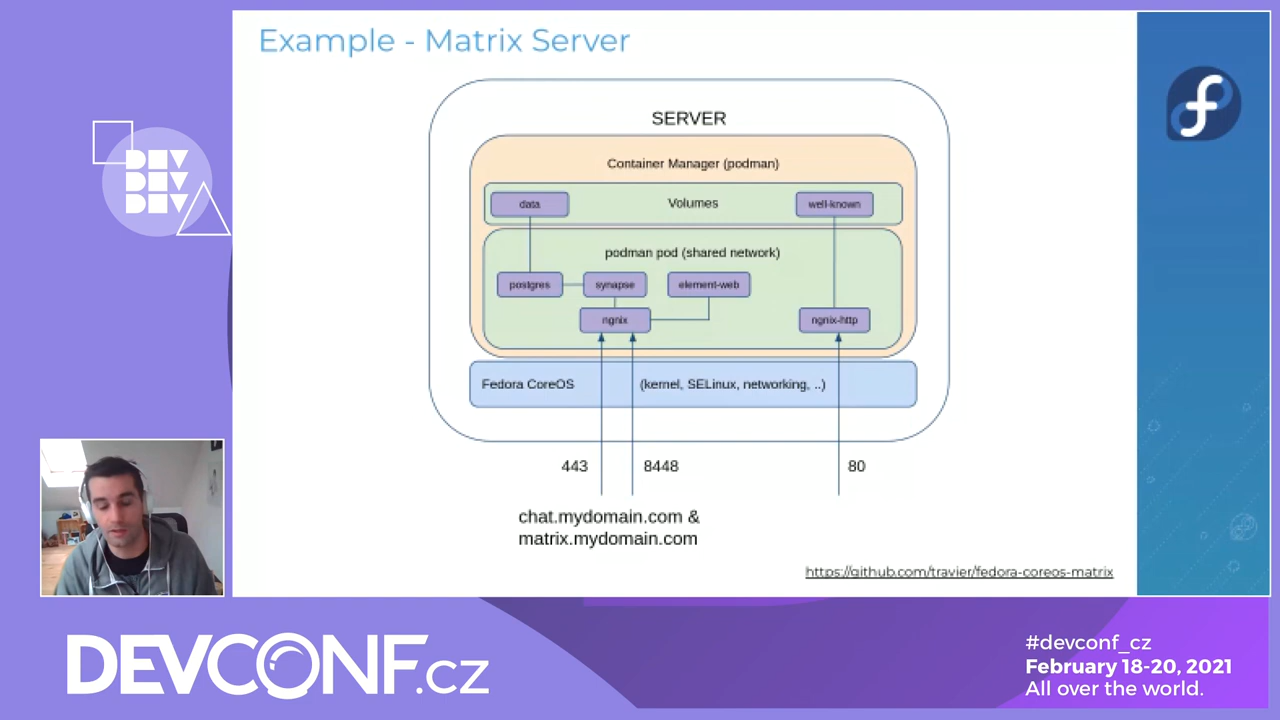 Example - Matrix Server
SERVER
Container Manager (podman)
data
Volumes
well-known
podman pod (shared network)
postgres
synapse
element-web
ngnix
ngnix-http
Fedora CoreOS
(kernel, SELinux, networking, ..)
443
8448
80
chat.mydomain.com &
matrix.mydomain.com
https://github.com/travier/fedora-coreos-matrix
DEV
DEV
DEV
DEVCONF.cz
#devconf_cz
February 18-20, 2021
All over the world.